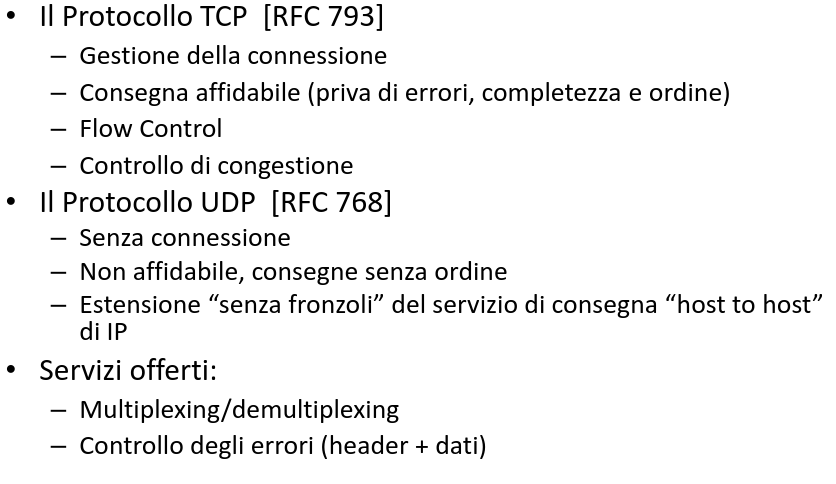 • Il Protocollo TCP [RFC 793]
– Gestione della connessione
– Consegna affidabile (priva di errori, completezza e ordine)
– Flow Control
– Controllo di congestione
• Il Protocollo UDP [RFC 768]
– Senza connessione
– Non affidabile, consegne senza ordine
– Estensione “senza fronzoli” del servizio di consegna “host to host”
di IP
• Servizi offerti:
– Multiplexing/demultiplexing
– Controllo degli errori (header + dati)